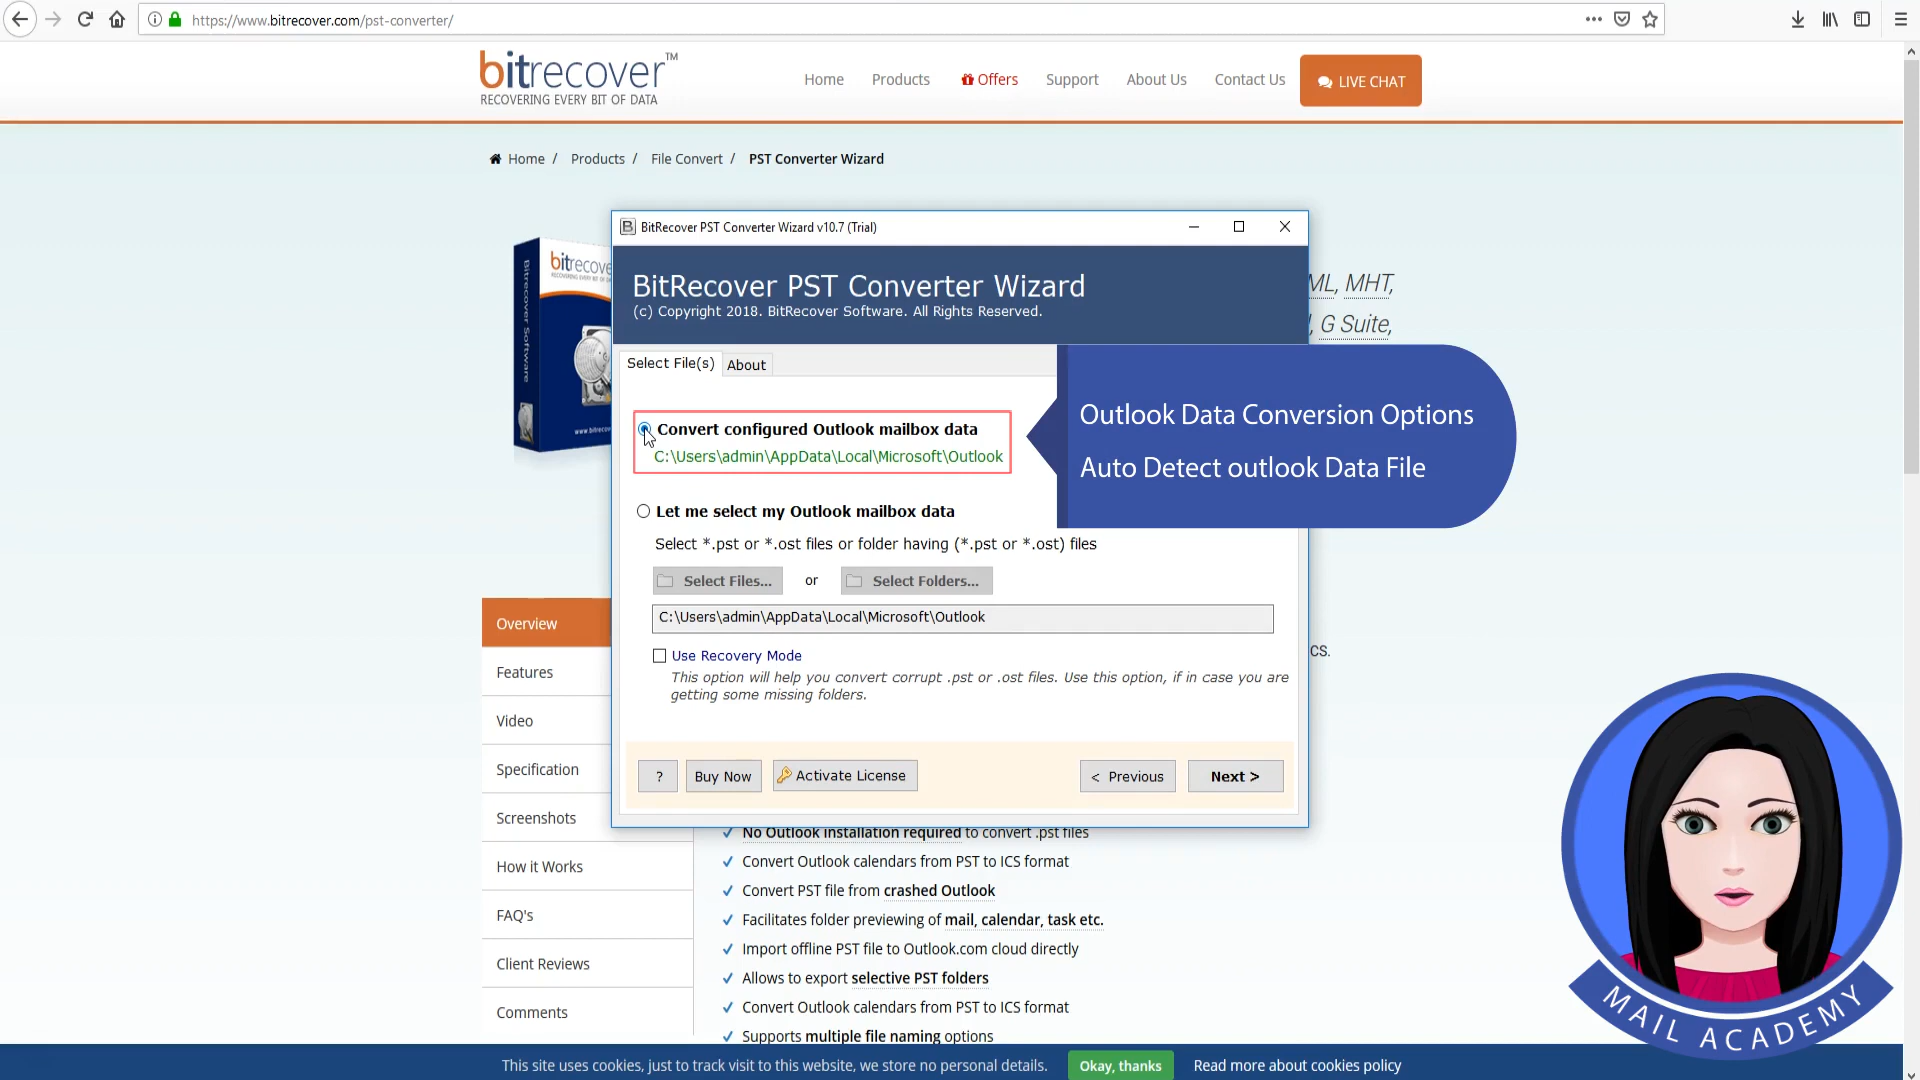 https://www.bitrecover.com/pst-converter/
bitrecover™
RECOVERING EVERY BIT OF DATA
Home
Products
Offers
Support
About Us
Contact Us
LIVE CHAT
Home / Products / File Convert / PST Converter Wizard
bitrecove
Bitrecover Software
www.bitrecov
ML, MHT,
G Suite,
BitRecover PST Converter Wizard v10.7 (Trial)
BitRecover PST Converter Wizard
(c) Copyright 2018. BitRecover Software. All Rights Reserved.
Select File(s)
About
Convert configured Outlook mailbox data
C:\Users\admin\AppData\Local\Microsoft\Outlook
Outlook Data Conversion Options
Auto Detect outlook Data File
Let me select my Outlook mailbox data
Select *.pst or *.ost files or folder having (*.pst or *.ost) files
Select Files...
or
Select Folders...
C:\Users\admin\AppData\Local\Microsoft\Outlook
Use Recovery Mode
This option will help you convert corrupt .pst or .ost files. Use this option, if in case you are
getting some missing folders.
cs.
?
Buy Now
Activate License
< Previous
Next >
Overview
Features
Video
Specification
Screenshots
How it Works
FAQ's
Client Reviews
Comments
No Outlook installation required to convert .pst files
Convert Outlook calendars from PST to ICS format
Convert PST file from crashed Outlook
Facilitates folder previewing of mail, calendar, task etc.
Import offline PST file to Outlook.com cloud directly
Allows to export selective PST folders
Convert Outlook calendars from PST to ICS format
Supports multiple file naming options
MAIL ACADEMY
This site uses cookies, just to track visit to this website, we store no personal details.
Okay, thanks
Read more about cookies policy